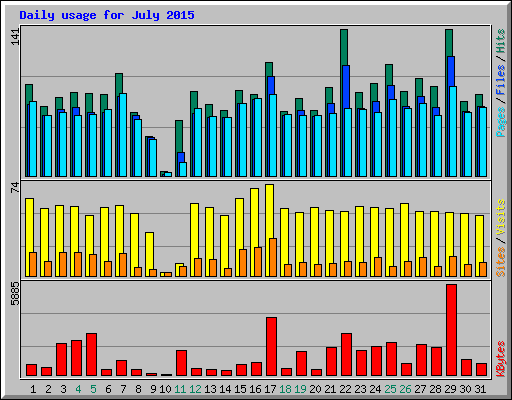 Daily usage for July 2015
141
Pages / Files / Hits
74
Sites / Visits
5885
KBytes
1 2 3 4 5 6 7 8 9 10 11 12 13 14 15 16 17 18 19 20 21 22 23 24 25 26 27 28 29 30 31